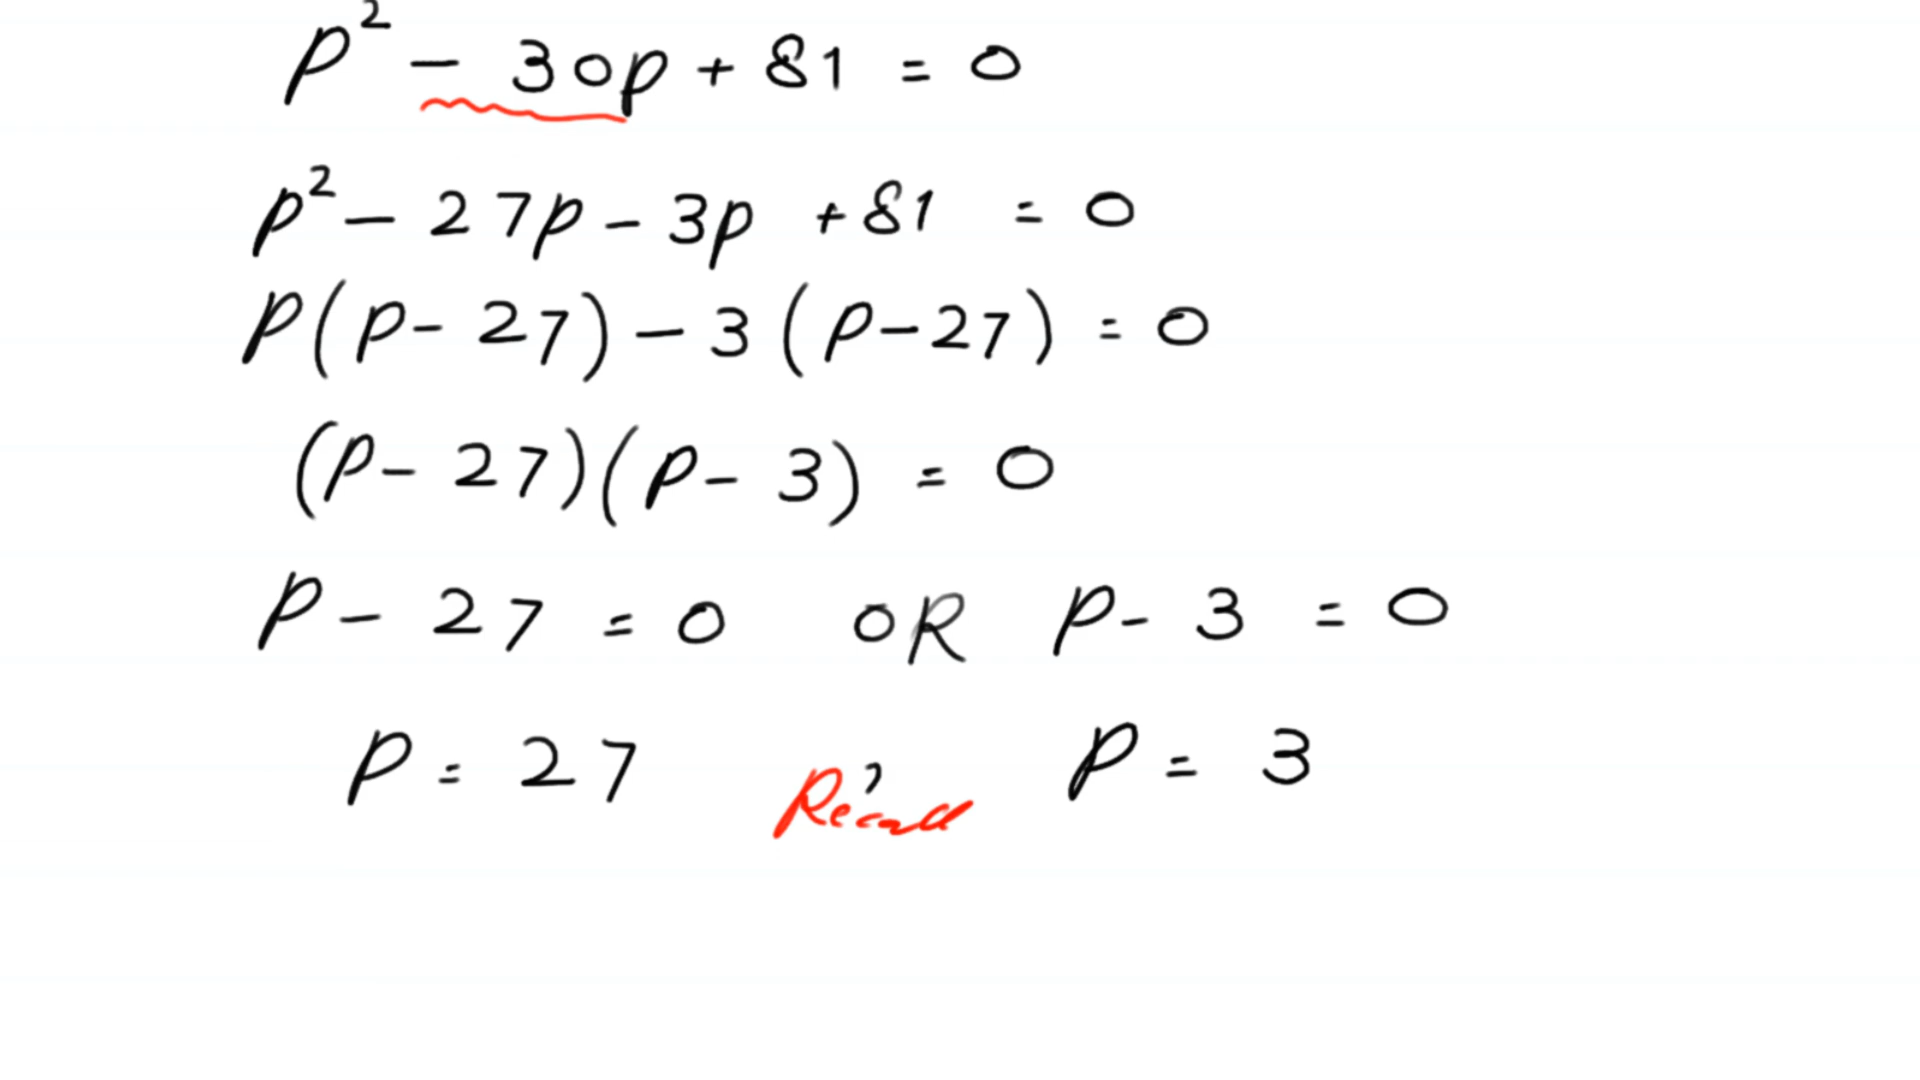 p² - 30p + 81 = 0
p² - 27p - 3p + 81 = 0
p(p - 27) - 3(p - 27) = 0
(p - 27)(p - 3) = 0
p - 27 = 0 OR p - 3 = 0
p = 27 , p = 3
Recall